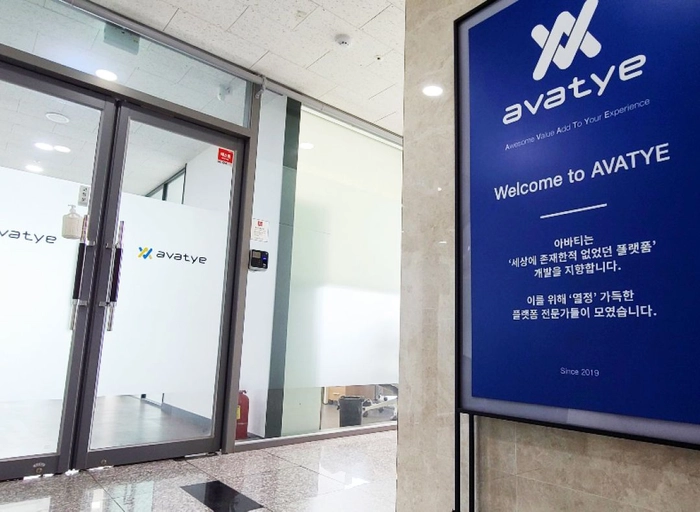 avatye
Awesome Value Add To Your Experience
Welcome to AVATYE
아바티는
'세상에 존재한적 없었던 플랫폼'
개발을 지향합니다.
이를 위해 '열정' 가득한
플랫폼 전문가들이 모였습니다.
Since 2019
vatye
avatye